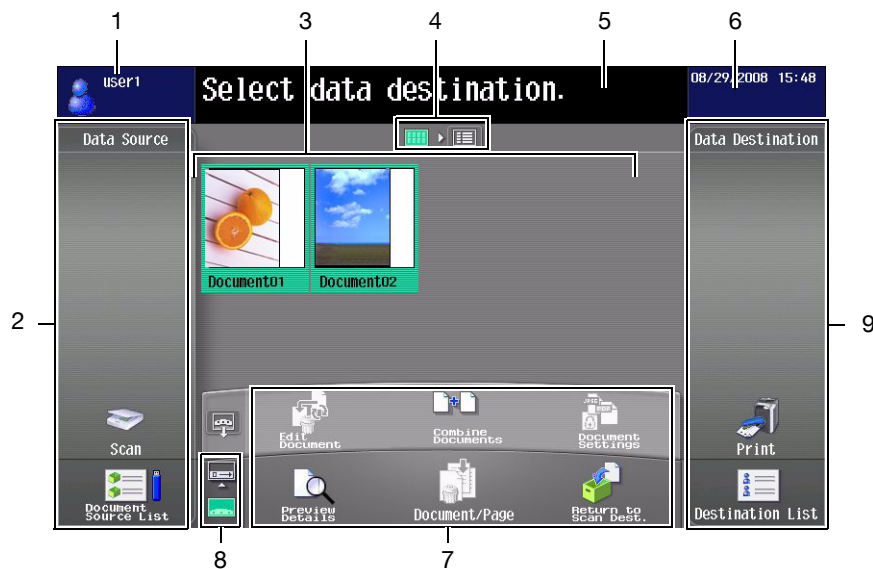 1
3
4
5
6
user1
Select data destination.
08/29/2008 15:48
Data Source
Data Destination
Document01
Document02
2
9
Scan
Edit
Document
Combine
Documents
Document
Settings
JPEG
PDF
Print
Document
Source List
Preview
Details
Document/Page
Return to
Scan Dest.
Destination List
8
7